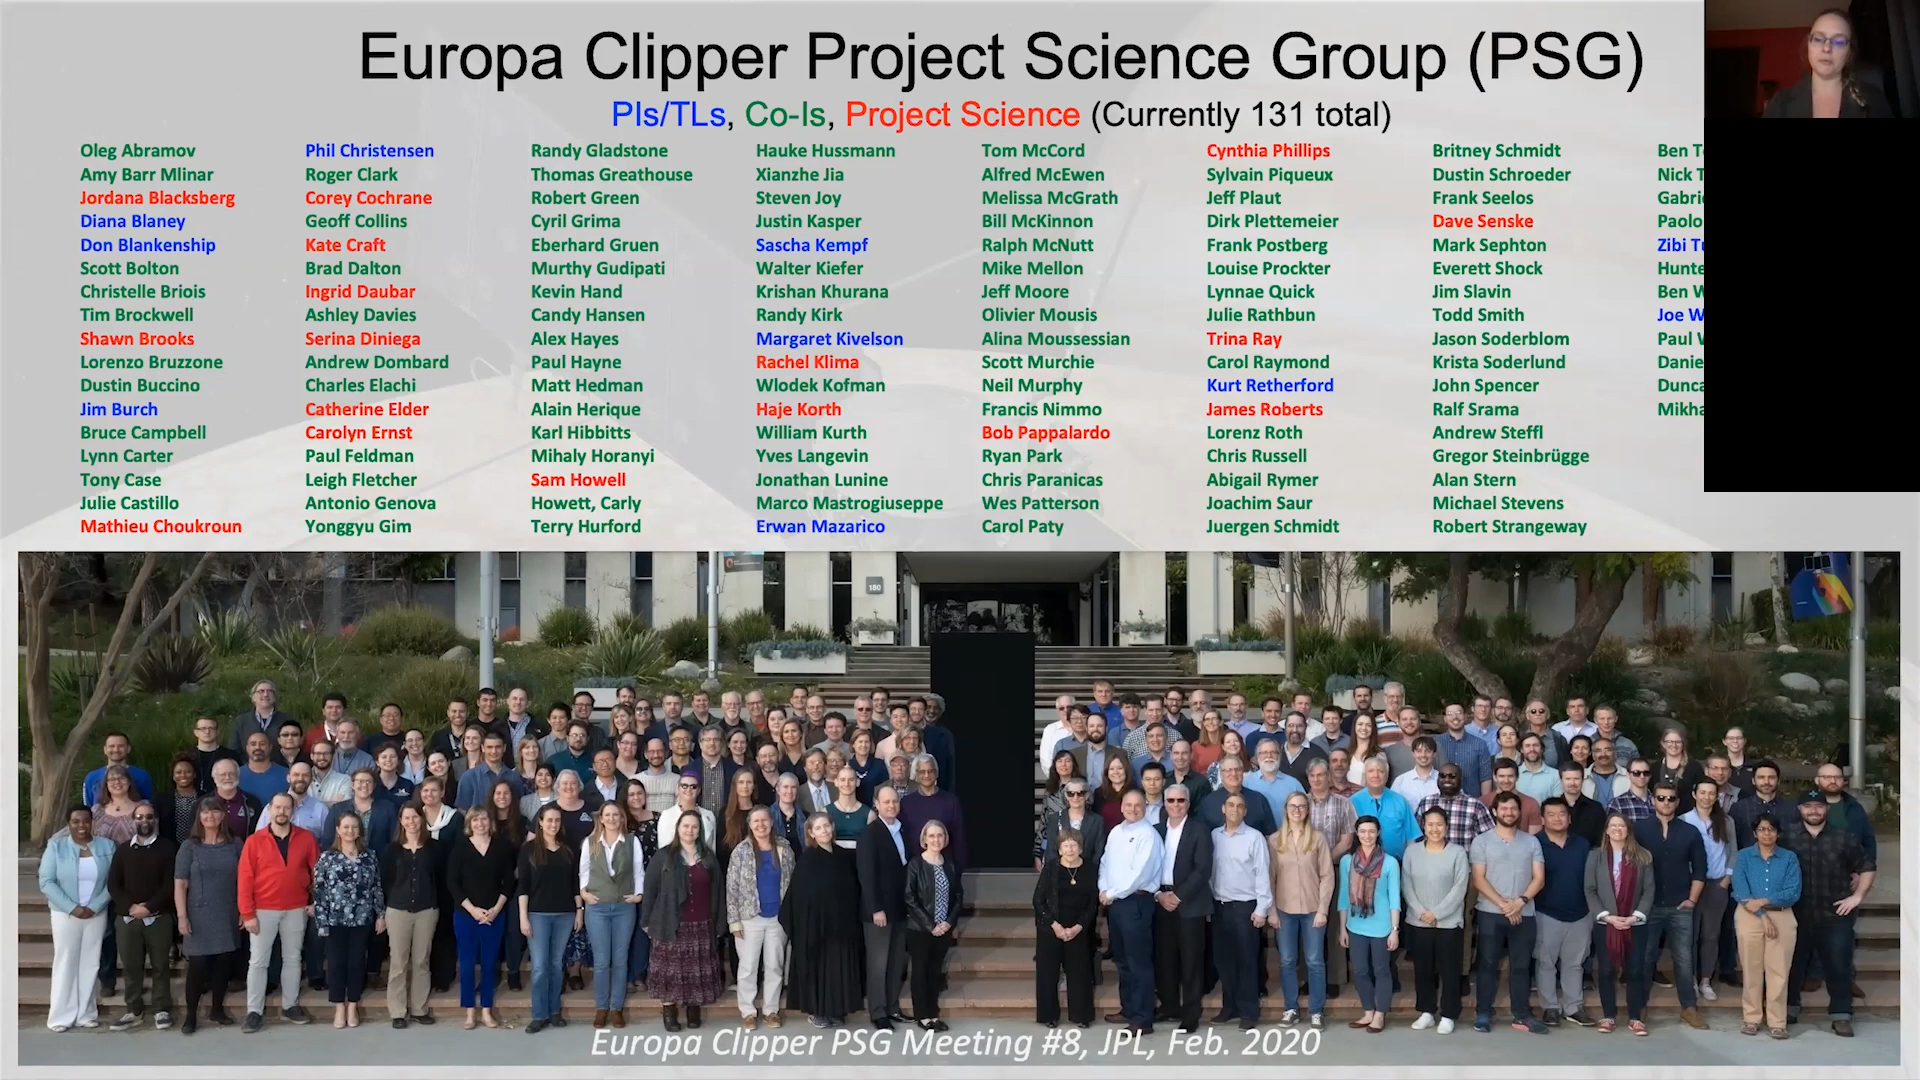 Europa Clipper Project Science Group (PSG)
PIs/TLs, Co-Is, Project Science (Currently 131 total)
Oleg Abramov
Amy Barr Mlinar
Jordana Blacksberg
Diana Blaney
Don Blankenship
Scott Bolton
Christelle Briois
Tim Brockwell
Shawn Brooks
Lorenzo Bruzzone
Dustin Buccino
Jim Burch
Bruce Campbell
Lynn Carter
Tony Case
Julie Castillo
Mathieu Choukroun
Phil Christensen
Roger Clark
Corey Cochrane
Geoff Collins
Kate Craft
Brad Dalton
Ingrid Daubar
Ashley Davies
Serina Diniega
Andrew Dombard
Charles Elachi
Catherine Elder
Carolyn Ernst
Paul Feldman
Leigh Fletcher
Antonio Genova
Yonggyu Gim
Randy Gladstone
Thomas Greathouse
Robert Green
Cyril Grima
Eberhard Gruen
Murthy Gudipati
Kevin Hand
Candy Hansen
Alex Hayes
Paul Hayne
Matt Hedman
Alain Herique
Karl Hibbitts
Mihaly Horanyi
Sam Howell
Howett, Carly
Terry Hurford
Hauke Hussmann
Xianzhe Jia
Steven Joy
Justin Kasper
Sascha Kempf
Walter Kiefer
Krishan Khurana
Randy Kirk
Margaret Kivelson
Rachel Klima
Wlodek Kofman
Haje Korth
William Kurth
Yves Langevin
Jonathan Lunine
Marco Mastrogiuseppe
Erwan Mazarico
Tom McCord
Alfred McEwen
Melissa McGrath
Bill McKinnon
Ralph McNutt
Mike Mellon
Jeff Moore
Olivier Mousis
Alina Moussessian
Scott Murchie
Neil Murphy
Francis Nimmo
Bob Pappalardo
Ryan Park
Chris Paranicas
Wes Patterson
Carol Paty
Cynthia Phillips
Sylvain Piqueux
Jeff Plaut
Dirk Plettemeier
Frank Postberg
Louise Prockter
Lynnae Quick
Julie Rathbun
Trina Ray
Carol Raymond
Kurt Retherford
James Roberts
Lorenz Roth
Chris Russell
Abigail Rymer
Joachim Saur
Juergen Schmidt
Britney Schmidt
Dustin Schroeder
Frank Seelos
Dave Senske
Mark Sephton
Everett Shock
Jim Slavin
Todd Smith
Jason Soderblom
Krista Soderlund
John Spencer
Ralf Srama
Andrew Steffl
Gregor Steinbrügge
Alan Stern
Michael Stevens
Robert Strangeway
Ben
Nick
Paolo
Zibi
Ben
Joe
Paul
180
Europa Clipper PSG Meeting #8, JPL, Feb. 2020